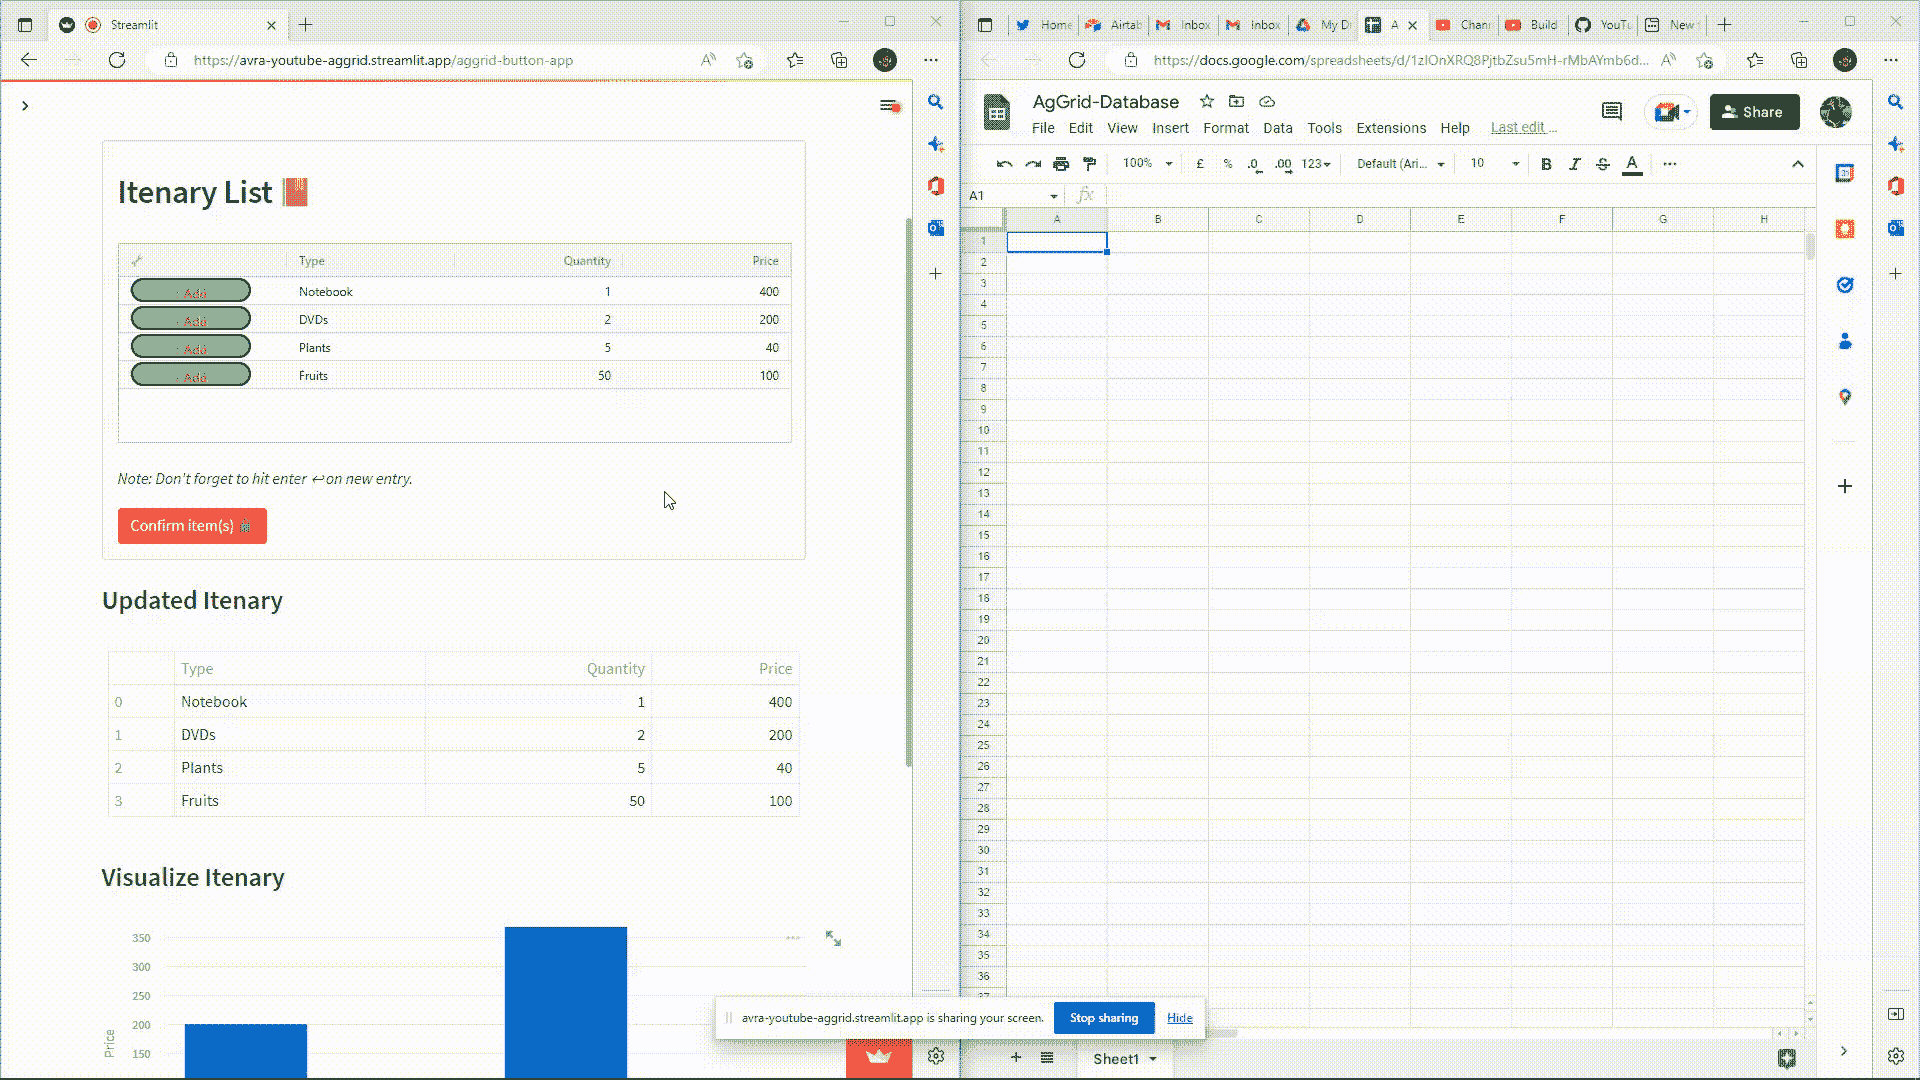 Streamlit
https://avra-youtube-aggrid.streamlit.app/aggrid-button-app
Itenary List
Type Quantity Price
Add Notebook 1 400
Add DVDs 2 200
Add Plants 5 40
Add Fruits 50 100
Note: Don't forget to hit enter ↩ on new entry.
Confirm item(s)
Updated Itenary
Type Quantity Price
0 Notebook 1 400
1 DVDs 2 200
2 Plants 5 40
3 Fruits 50 100
Visualize Itenary
350
300
250
200
150
Price
avra-youtube-aggrid.streamlit.app is sharing your screen. Stop sharing Hide
Home Airtab Inbox Inbox My D A Chan Build YouTu New
https://docs.google.com/spreadsheets/d/1zIOnXRQ8PjtbZsu5mH-rMbAYmb6d...
AgGrid-Database
File Edit View Insert Format Data Tools Extensions Help Last edit ...
Share
100% £ % .0 .00 123 Default (Ari... 10 B I S A
A1 fx
A B C D E F G H
1
2
3
4
5
6
7
8
9
10
11
12
13
14
15
16
17
18
19
20
21
22
23
24
25
26
27
28
29
30
31
32
33
34
35
36
37
Sheet1